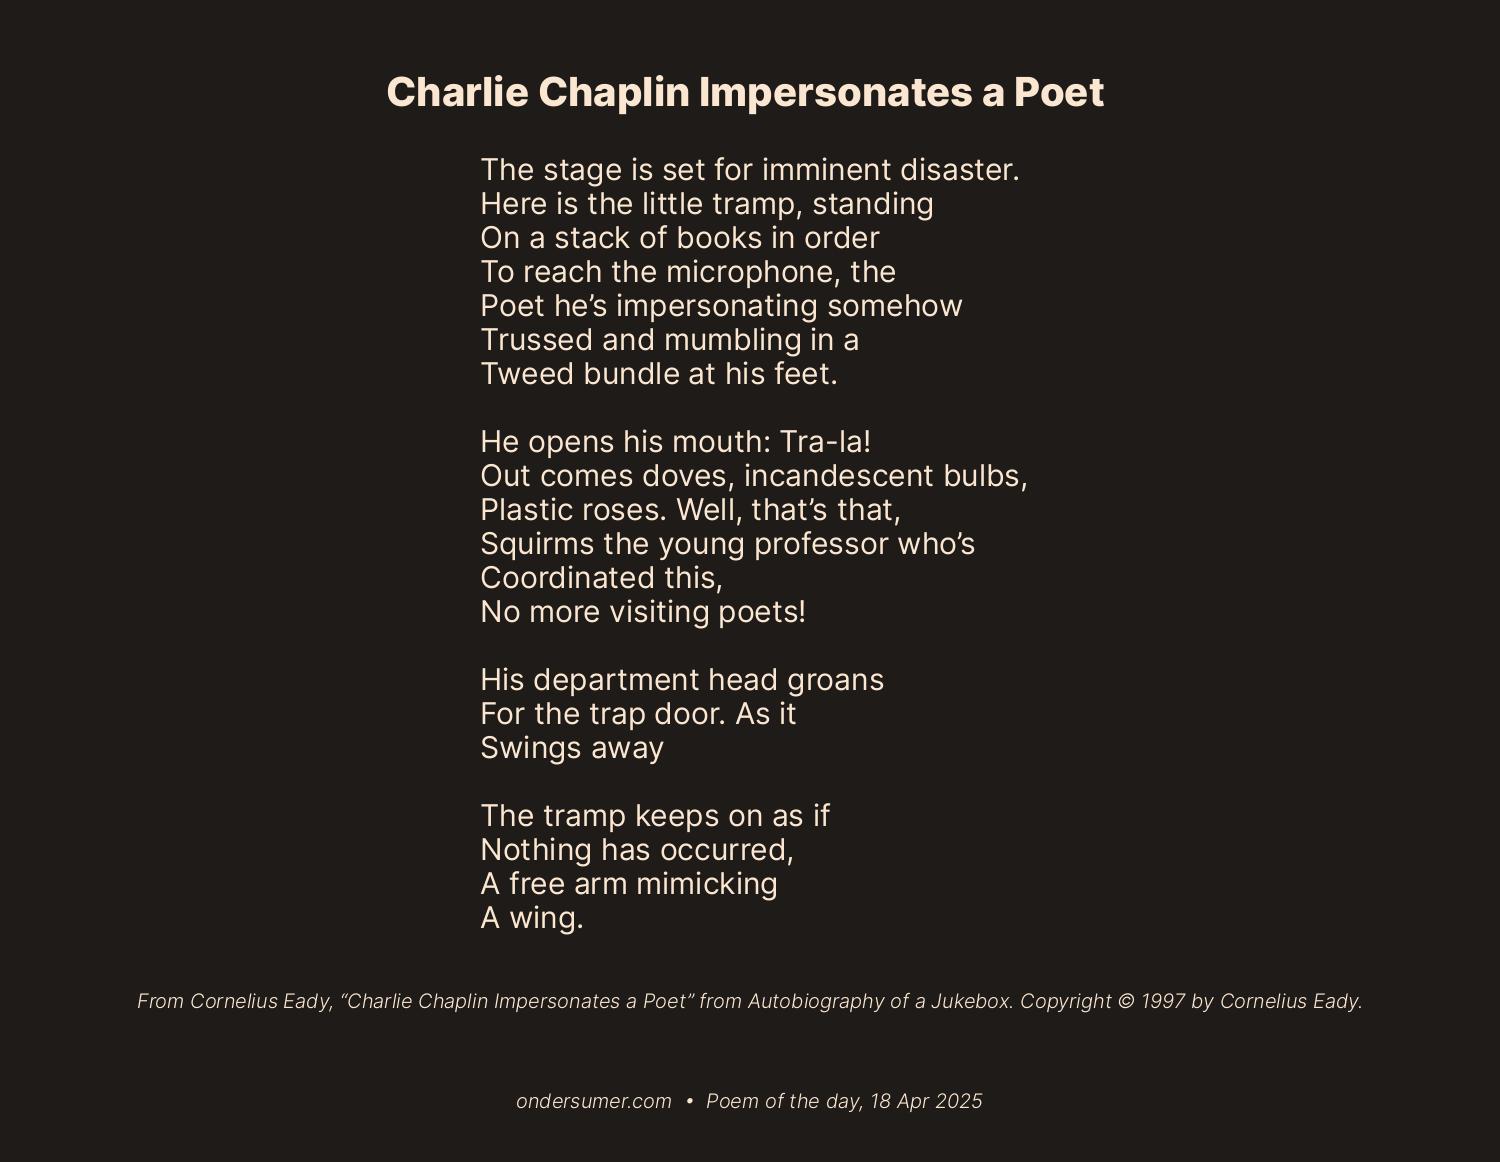 Charlie Chaplin Impersonates a Poet
The stage is set for imminent disaster.
Here is the little tramp, standing
On a stack of books in order
To reach the microphone, the
Poet he’s impersonating somehow
Trussed and mumbling in a
Tweed bundle at his feet.
He opens his mouth: Tra-la!
Out comes doves, incandescent bulbs,
Plastic roses. Well, that’s that,
Squirms the young professor who’s
Coordinated this,
No more visiting poets!
His department head groans
For the trap door. As it
Swings away
The tramp keeps on as if
Nothing has occurred,
A free arm mimicking
A wing.
From Cornelius Eady, “Charlie Chaplin Impersonates a Poet” from Autobiography of a Jukebox. Copyright © 1997 by Cornelius Eady.
ondersumer.com • Poem of the day, 18 Apr 2025